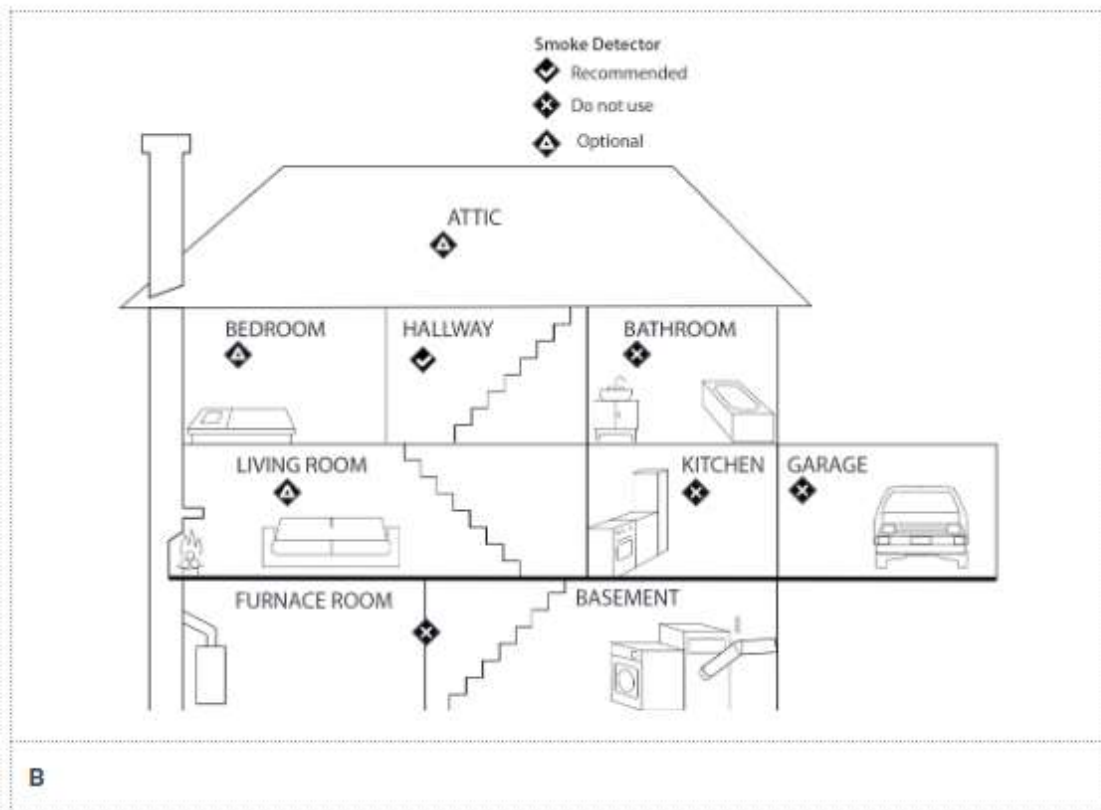 Smoke Detector
Recommended
Do not use
Optional
ATTIC
BEDROOM
HALLWAY
BATHROOM
LIVING ROOM
KITCHEN
GARAGE
FURNACE ROOM
BASEMENT
B